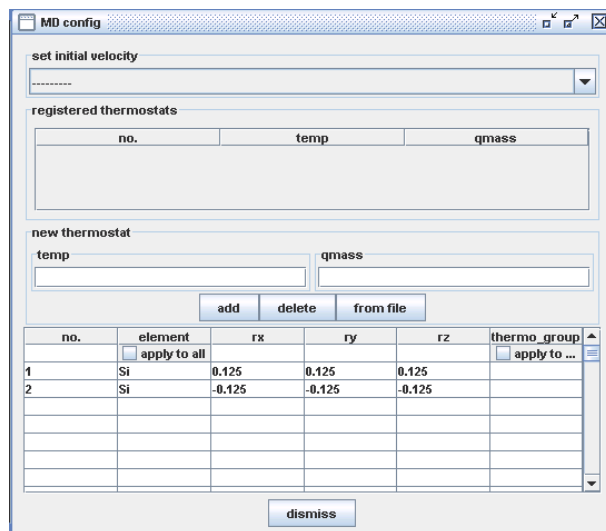 MD config
set initial velocity
---------
registered thermostats
no. temp qmass
new thermostat
temp qmass
add delete from file
no. element rx ry rz thermo_group
apply to all apply to ...
1 Si 0.125 0.125 0.125
2 Si -0.125 -0.125 -0.125
dismiss